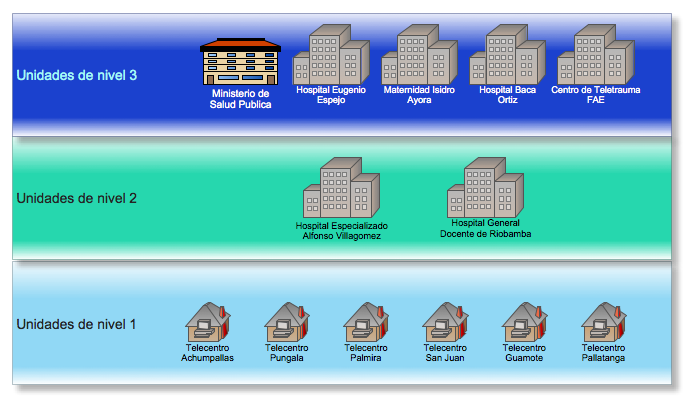 Unidades de nivel 3
Ministerio de
Salud Publica
Hospital Eugenio
Espejo
Maternidad Isidro
Ayora
Hospital Baca
Ortiz
Centro de Teletrauma
FAE
Unidades de nivel 2
Hospital Especializado
Alfonso Villagomez
Hospital General
Docente de Riobamba
Unidades de nivel 1
Telecentro
Achumpallas
Telecentro
Pungala
Telecentro
Palmira
Telecentro
San Juan
Telecentro
Guamote
Telecentro
Pallatanga